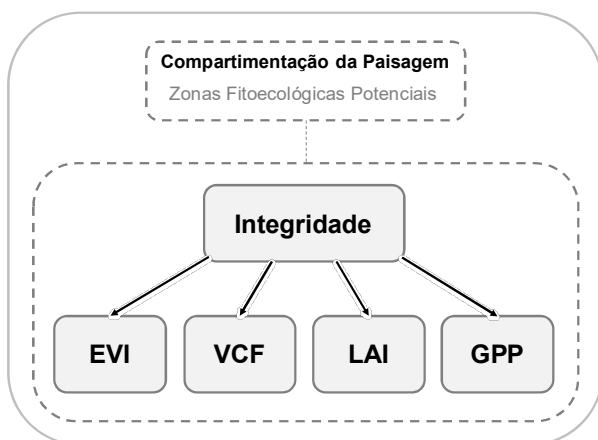 Compartimentação da Paisagem
Zonas Fitoecológicas Potenciais
Integridade
EVI
VCF
LAI
GPP